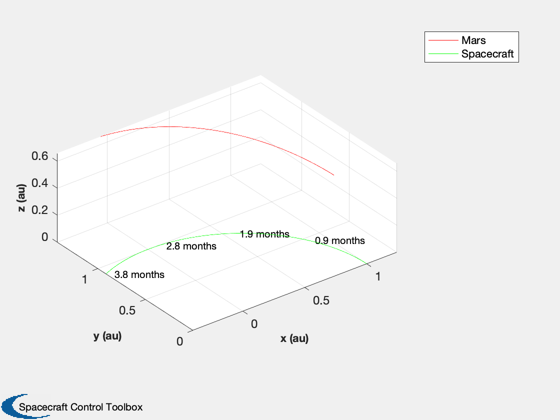 Mars
Spacecraft
0.6
0.4
0.2
0
z (au)
1.9 months
0.9 months
2.8 months
3.8 months
1
0.5
0
y (au)
0
0.5
1
x (au)
Spacecraft Control Toolbox